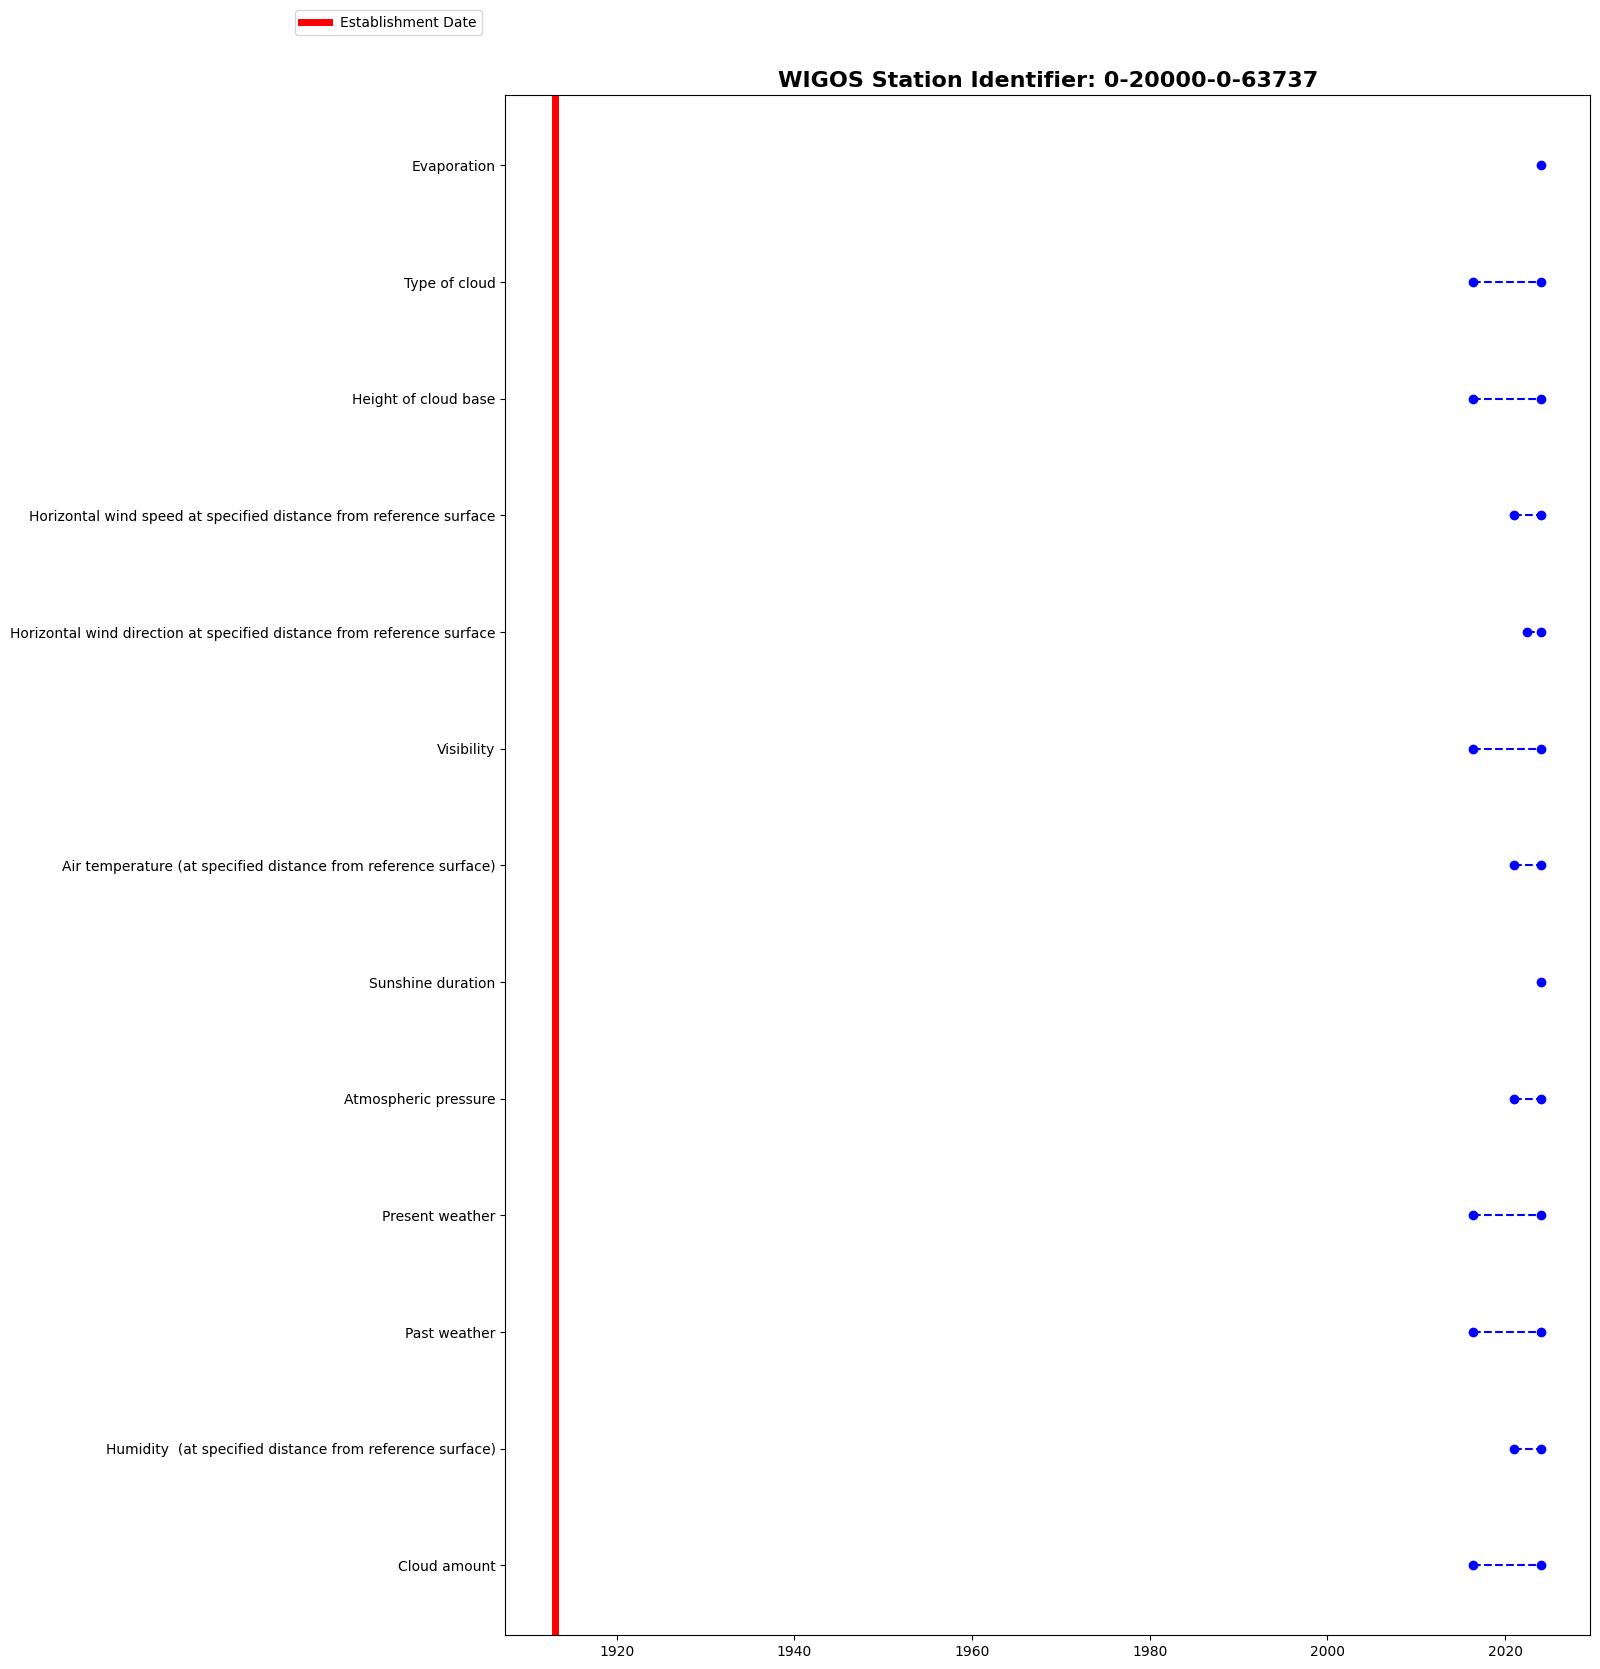 Establishment Date
WIGOS Station Identifier: 0-20000-0-63737
Evaporation
Type of cloud
Height of cloud base
Horizontal wind speed at specified distance from reference surface
Horizontal wind direction at specified distance from reference surface
Visibility
Air temperature (at specified distance from reference surface)
Sunshine duration
Atmospheric pressure
Present weather
Past weather
Humidity  (at specified distance from reference surface)
Cloud amount
1920 1940 1960 1980 2000 2020